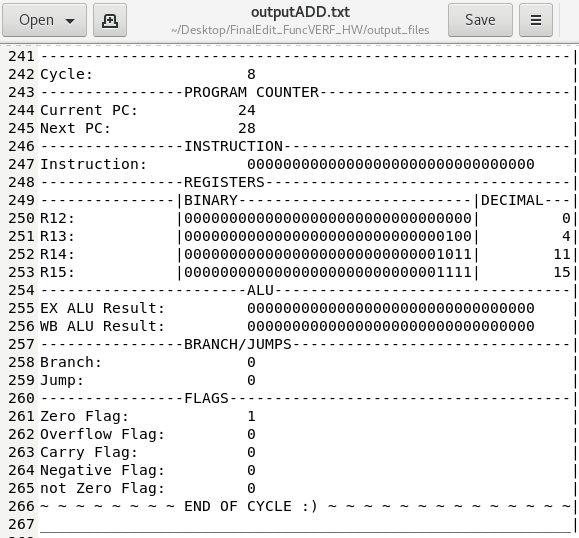 Open
outputADD.txt
~/Desktop/FinalEdit_FuncVERF_HW/output_files
Save
241 -----------------------------------------------------------|
242 Cycle:                 8                                   |
243 ----------------PROGRAM COUNTER----------------------------|
244 Current PC:           24                                   |
245 Next PC:              28                                   |
246 ----------------INSTRUCTION--------------------------------|
247 Instruction:           00000000000000000000000000000000    |
248 ----------------REGISTERS----------------------------------|
249 ---------------|BINARY--------------------------|DECIMAL---|
250 R12:           |00000000000000000000000000000000|         0|
251 R13:           |00000000000000000000000000000100|         4|
252 R14:           |00000000000000000000000000001011|        11|
253 R15:           |00000000000000000000000000001111|        15|
254 -----------------------ALU---------------------------------|
255 EX ALU Result:         00000000000000000000000000000000    |
256 WB ALU Result:         00000000000000000000000000000000    |
257 ----------------BRANCH/JUMPS-------------------------------|
258 Branch:                0                                   |
259 Jump:                  0                                   |
260 ----------------FLAGS--------------------------------------|
261 Zero Flag:             1                                   |
262 Overflow Flag:         0                                   |
263 Carry Flag:            0                                   |
264 Negative Flag:         0                                   |
265 not Zero Flag:         0                                   |
266 ~ ~ ~ ~ ~ ~ ~ ~ END OF CYCLE :) ~ ~ ~ ~ ~ ~ ~ ~ ~ ~ ~ ~ ~ ~|
267 ___________________________________________________________|